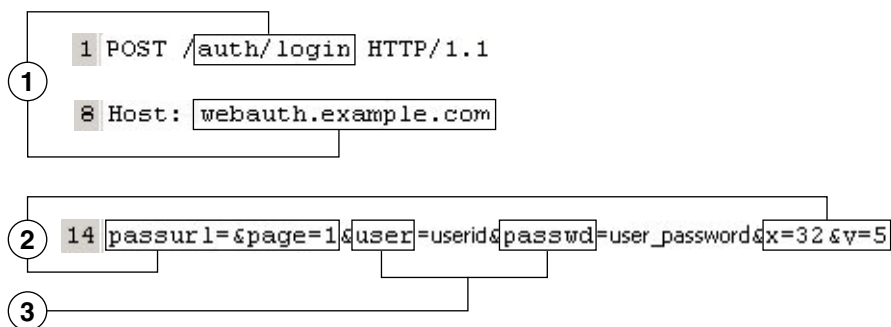 1 POST /auth/login HTTP/1.1
1
8 Host: webauth.example.com
2
14 passurl=&page=1&user=userid&passwd=user_password&x=32&y=5
3